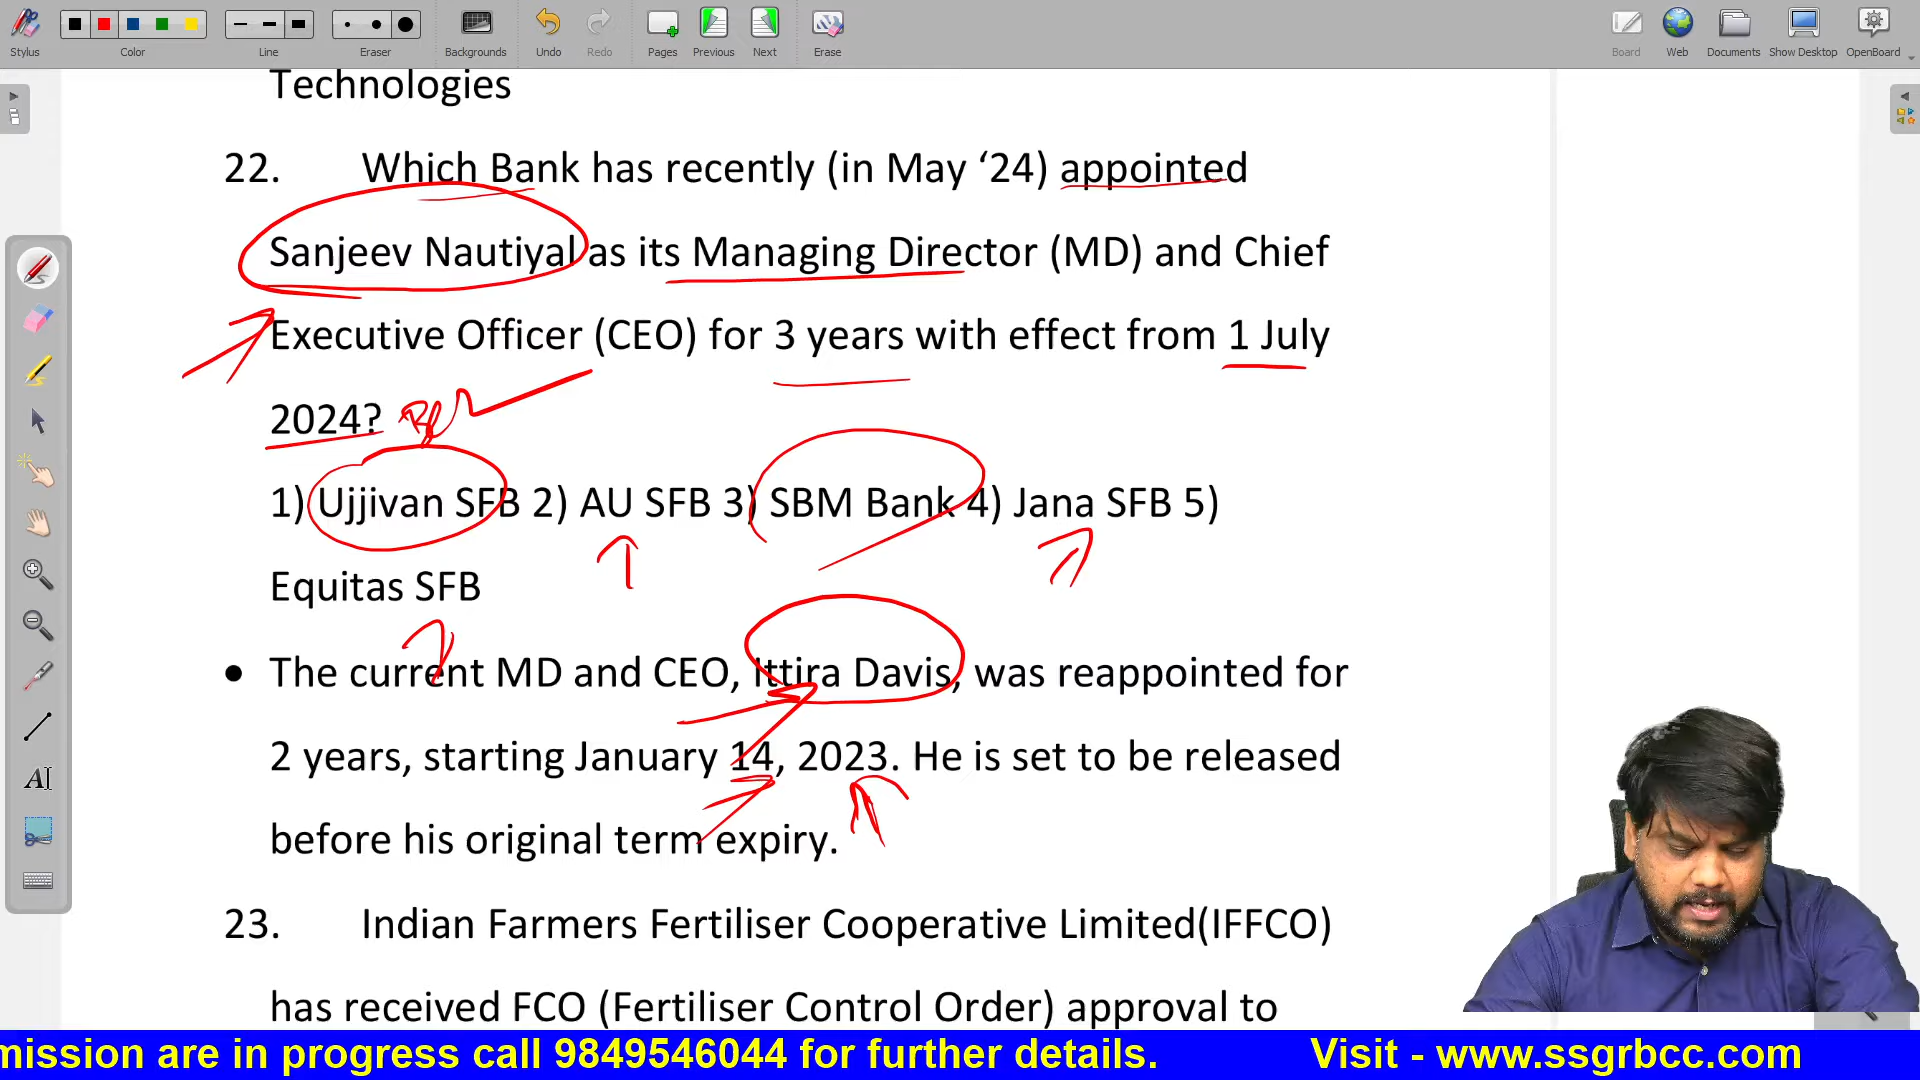 Stylus
Color
Line
Eraser
Backgrounds
Undo
Redo
Pages
Previous
Next
Erase
Board
Web
Documents
Show Desktop
OpenBoard
Technologies
22. Which Bank has recently (in May ‘24) appointed
Sanjeev Nautiyal as its Managing Director (MD) and Chief
Executive Officer (CEO) for 3 years with effect from 1 July
2024?
1) Ujjivan SFB 2) AU SFB 3) SBM Bank 4) Jana SFB 5)
Equitas SFB
• The current MD and CEO, Ittira Davis, was reappointed for
2 years, starting January 14, 2023. He is set to be released
before his original term expiry.
23. Indian Farmers Fertiliser Cooperative Limited(IFFCO)
has received FCO (Fertiliser Control Order) approval to
mission are in progress call 9849546044 for further details. Visit - www.ssgrbcc.com